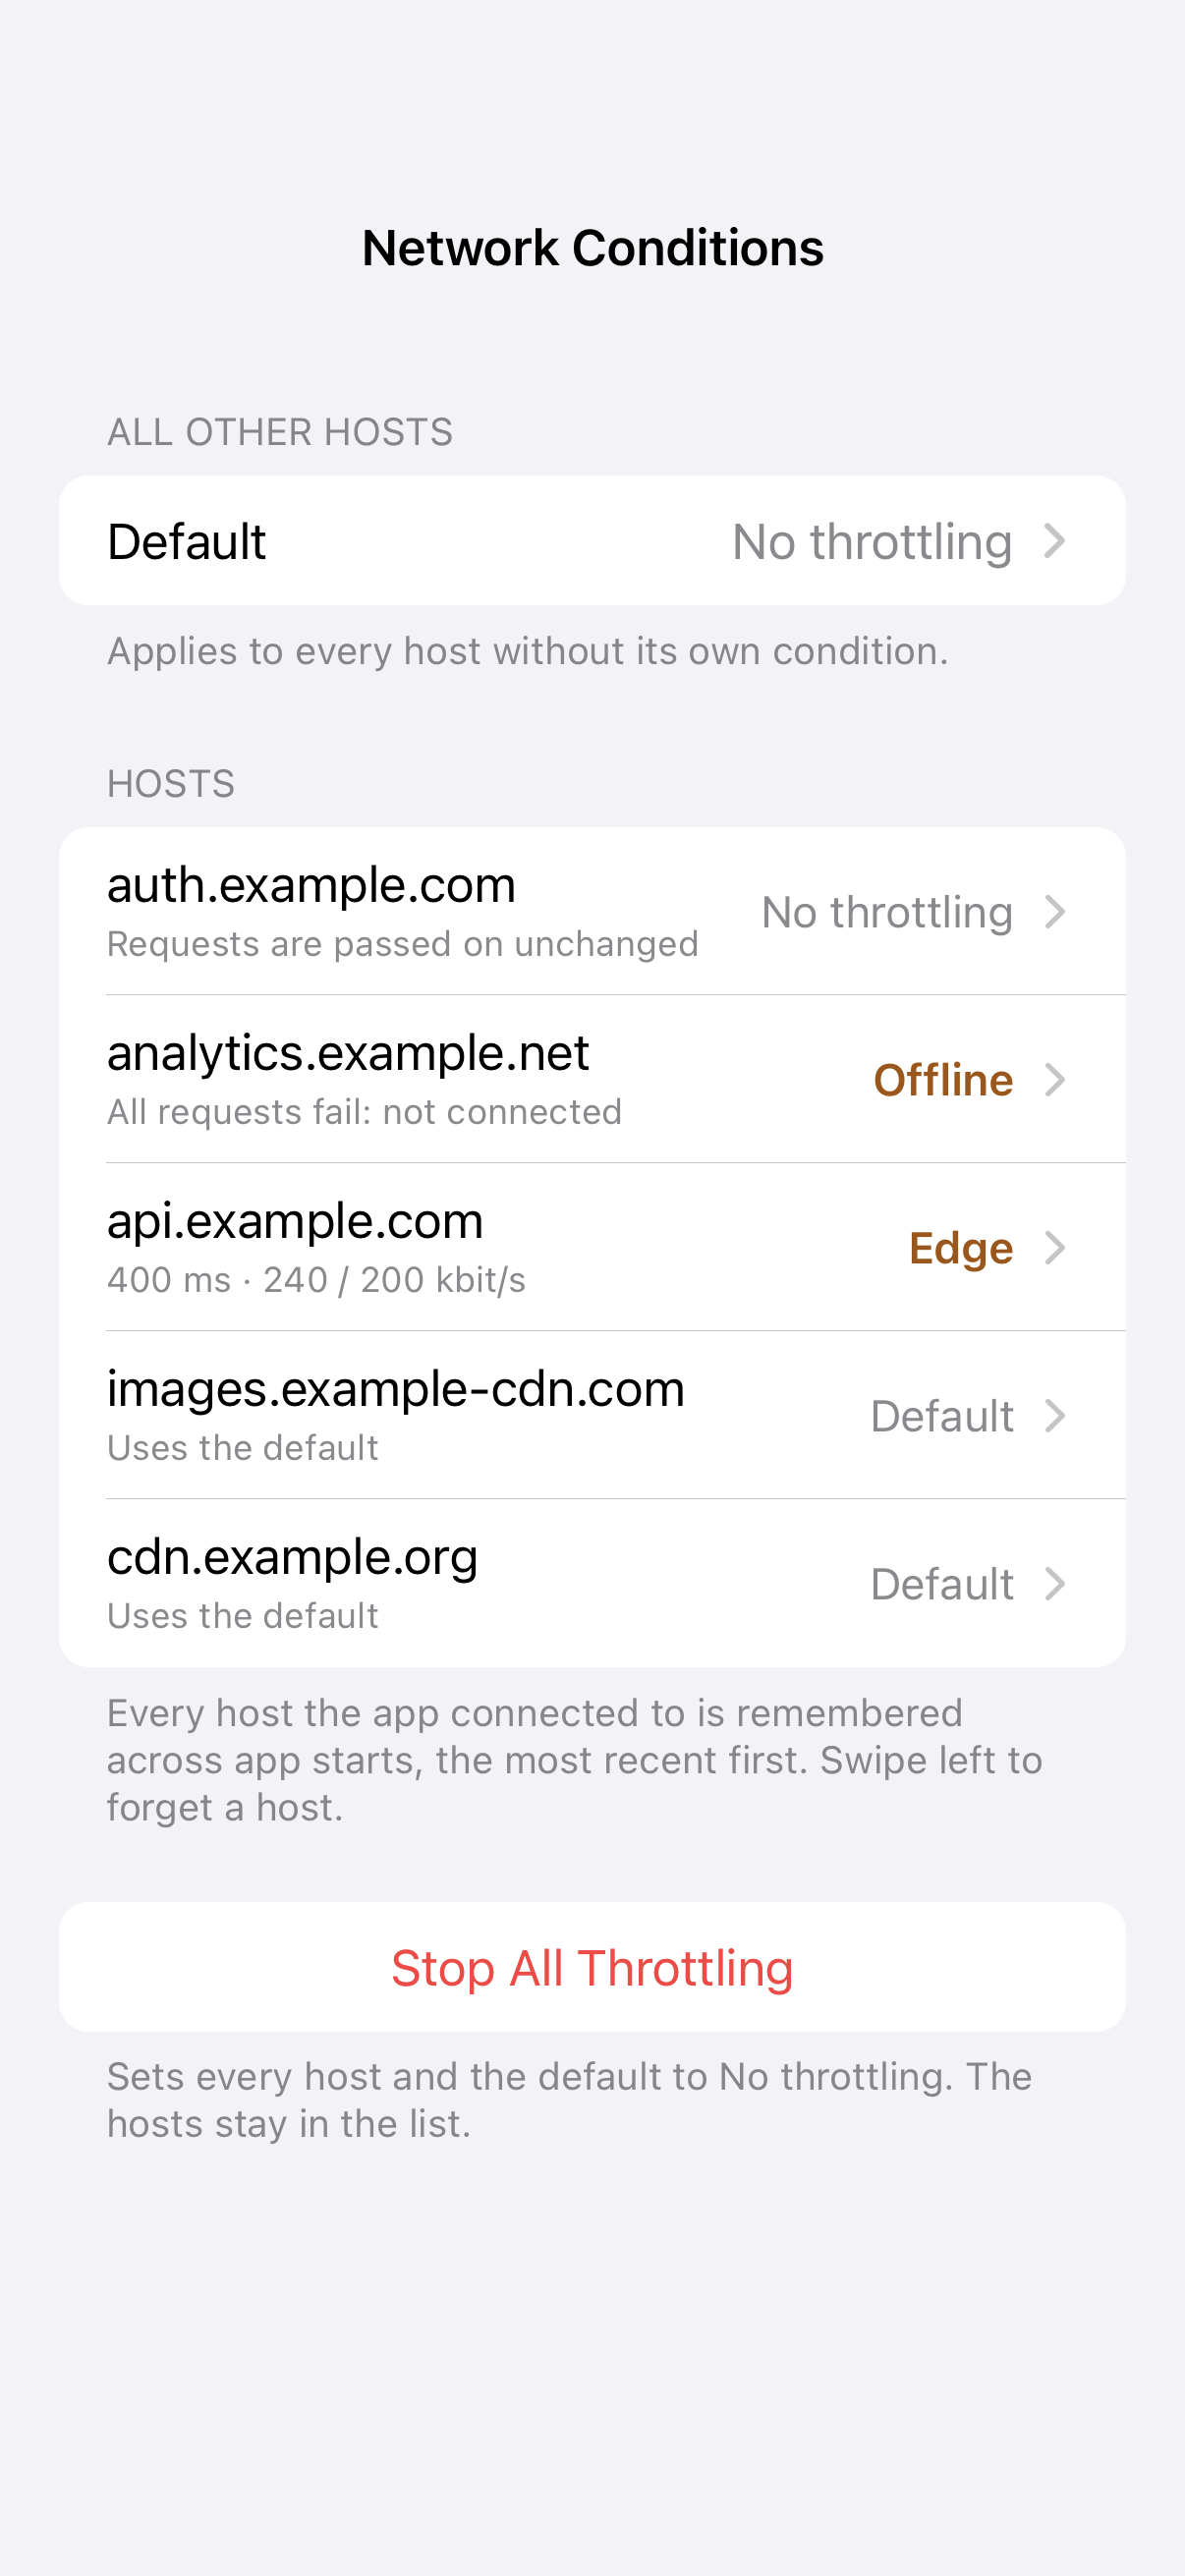 Network Conditions
ALL OTHER HOSTS
Default No throttling
Applies to every host without its own condition.
HOSTS
auth.example.com
Requests are passed on unchanged
No throttling
analytics.example.net
All requests fail: not connected
Offline
api.example.com
400 ms · 240 / 200 kbit/s
Edge
images.example-cdn.com
Uses the default
Default
cdn.example.org
Uses the default
Default
Every host the app connected to is remembered
across app starts, the most recent first. Swipe left to
forget a host.
Stop All Throttling
Sets every host and the default to No throttling. The
hosts stay in the list.